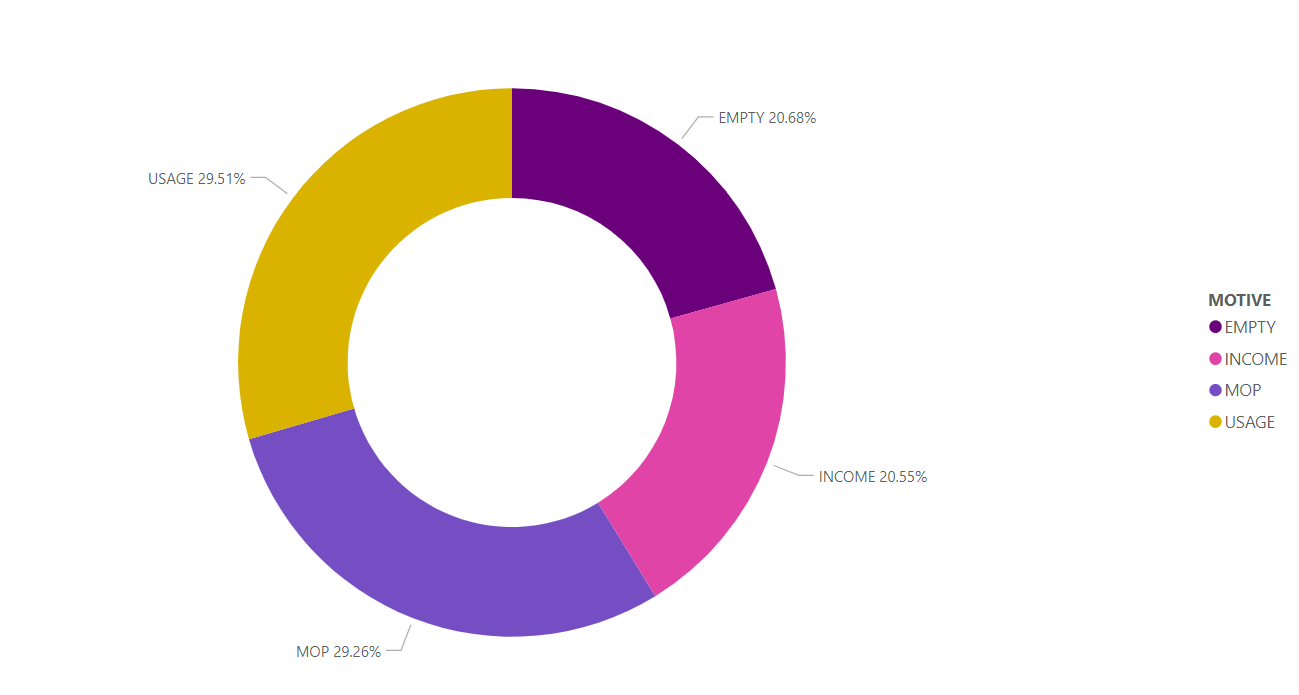 EMPTY 20.68%
USAGE 29.51%
INCOME 20.55%
MOP 29.26%
MOTIVE
EMPTY
INCOME
MOP
USAGE